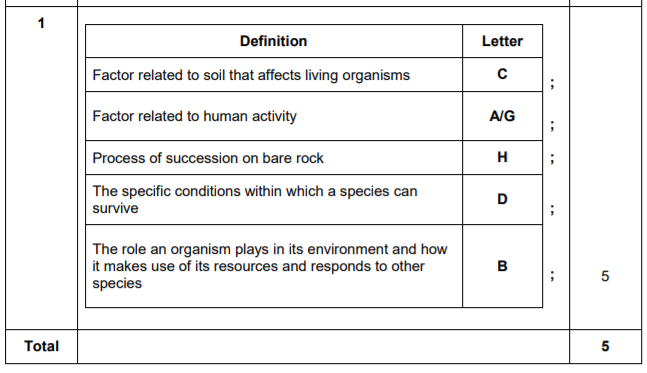 1
Definition Letter
Factor related to soil that affects living organisms C ;
Factor related to human activity A/G ;
Process of succession on bare rock H ;
The specific conditions within which a species can
survive D ;
The role an organism plays in its environment and how
it makes use of its resources and responds to other
species B ; 5
Total 5